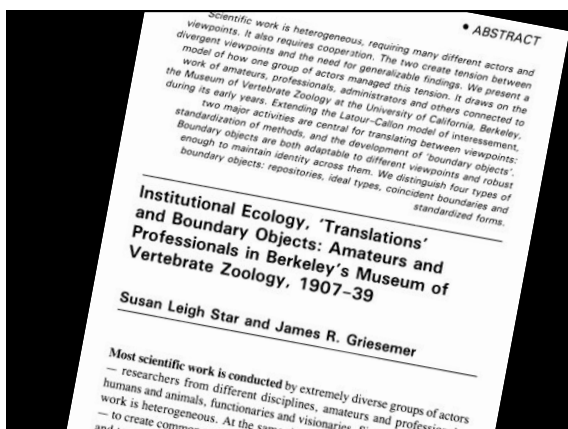 • ABSTRACT
Scientific work is heterogeneous, requiring many different actors and
viewpoints. It also requires cooperation. The two create tension between
divergent viewpoints and the need for generalizable findings. We present a
model of how one group of actors managed this tension. It draws on the
work of amateurs, professionals, administrators and others connected to
the Museum of Vertebrate Zoology at the University of California, Berkeley,
during its early years. Extending the Latour–Callon model of interessement,
two major activities are central for translating between viewpoints:
standardization of methods, and the development of 'boundary objects'.
Boundary objects are both adaptable to different viewpoints and robust
enough to maintain identity across them. We distinguish four types of
boundary objects: repositories, ideal types, coincident boundaries and
standardized forms.
Institutional Ecology, 'Translations'
and Boundary Objects: Amateurs and
Professionals in Berkeley's Museum of
Vertebrate Zoology, 1907–39
Susan Leigh Star and James R. Griesemer
Most scientific work is conducted by extremely diverse groups of actors
— researchers from different disciplines, amateurs and
humans and animals, functionaries and visionaries.
work is heterogeneous. At the
— to create